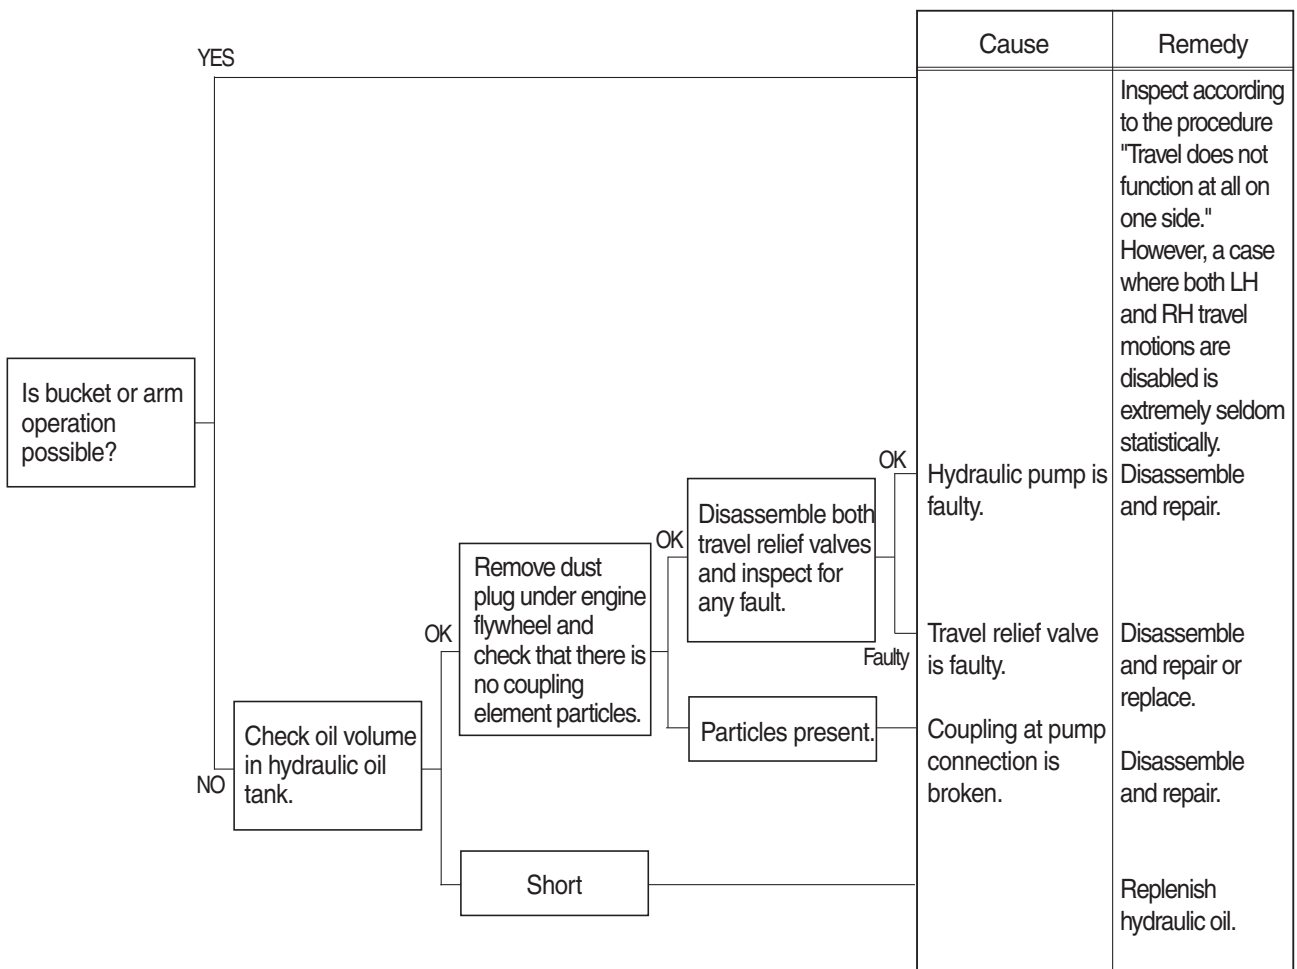 Cause
Remedy
YES
Inspect according
to the procedure
"Travel does not
function at all on
one side."
However, a case
where both LH
and RH travel
motions are
disabled is
extremely seldom
statistically.
Is bucket or arm
operation
possible?
NO
Check oil volume
in hydraulic oil
tank.
OK
Remove dust
plug under engine
flywheel and
check that there is
no coupling
element particles.
OK
Disassemble both
travel relief valves
and inspect for
any fault.
OK
Hydraulic pump is
faulty.
Disassemble
and repair.
Faulty
Travel relief valve
is faulty.
Disassemble
and repair or
replace.
Particles present.
Coupling at pump
connection is
broken.
Disassemble
and repair.
Short
Replenish
hydraulic oil.